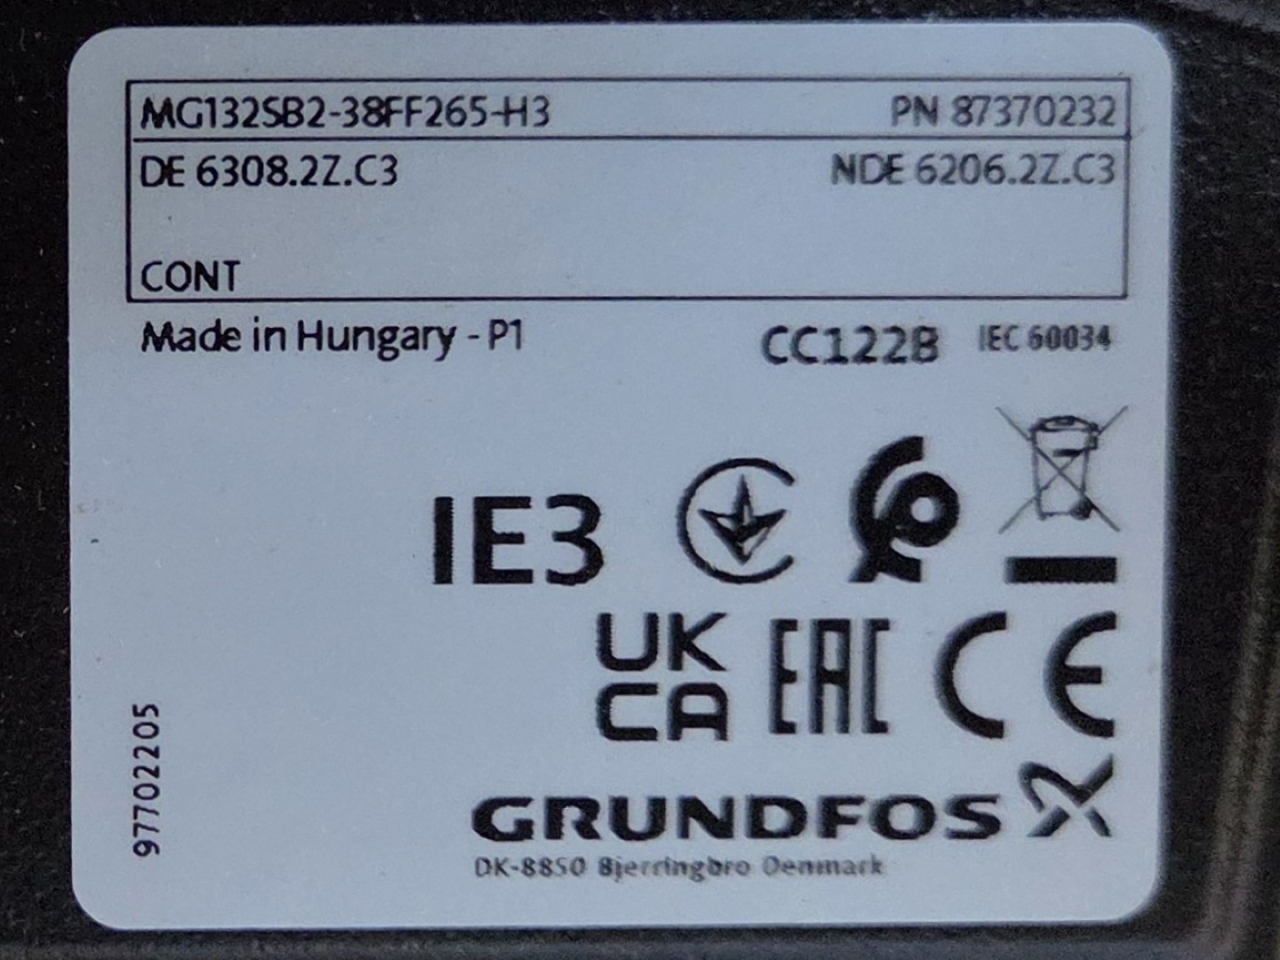 MG132SB2-38FF265-H3 PN 87370232
DE 6308.2Z.C3 NDE 6206.2Z.C3
CONT
Made in Hungary - P1 CC122B IEC 60034
IE3
UK
CA EAC CE
97702205
GRUNDFOS
DK-8850 Bjerringbro Denmark